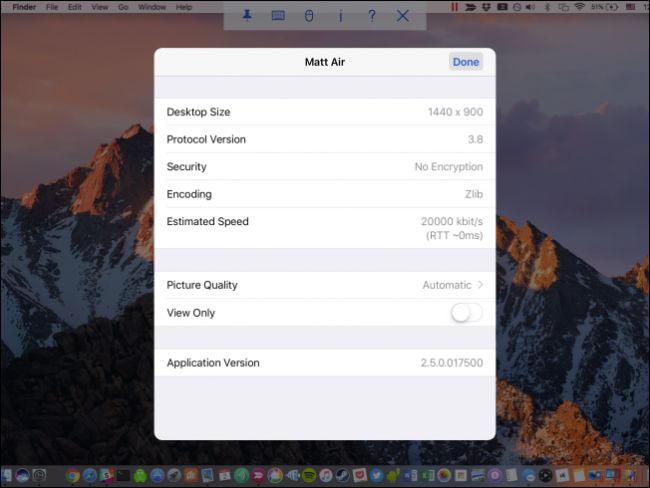 Finder File Edit View Go Window Help 51%
i ?
Matt Air Done
Desktop Size 1440 x 900
Protocol Version 3.8
Security No Encryption
Encoding Zlib
Estimated Speed 20000 kbit/s
(RTT ~0ms)
Picture Quality Automatic
View Only
Application Version 2.5.0.017500